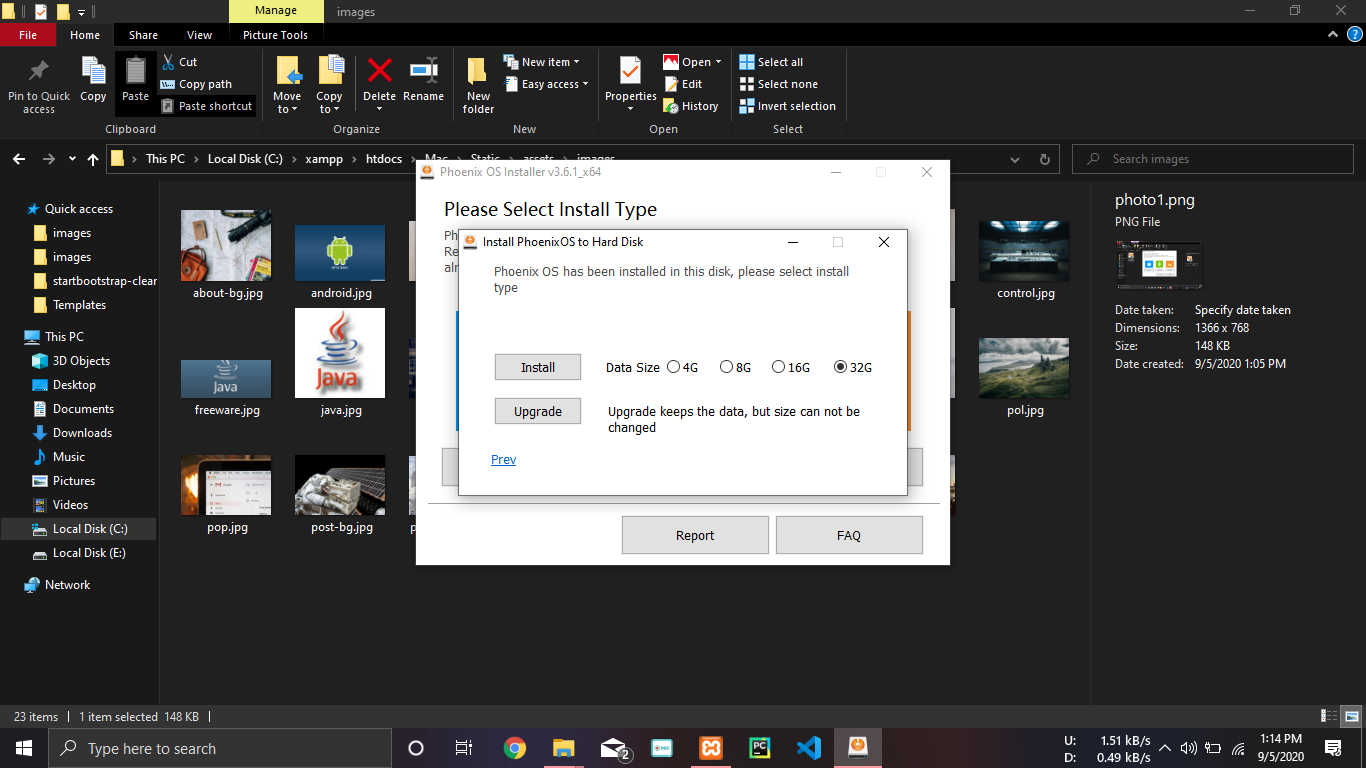 Manage
images
File
Home
Share
View
Picture Tools
Pin to Quick
access
Copy
Paste
Cut
Copy path
Paste shortcut
Clipboard
Move
to
Copy
to
Delete
Rename
Organize
New
folder
New item
Easy access
New
Properties
Open
Edit
History
Open
Select all
Select none
Invert selection
Select
This PC
Local Disk (C:)
xampp
htdocs
Mac
Static
assets
images
Search images
Quick access
images
images
startbootstrap-clear
Templates
This PC
3D Objects
Desktop
Documents
Downloads
Music
Pictures
Videos
Local Disk (C:)
Local Disk (E:)
Network
about-bg.jpg
android.jpg
control.jpg
freeware.jpg
java.jpg
pol.jpg
pop.jpg
post-bg.jpg
Java
Java
Gmail
Phoenix OS Installer v3.6.1_x64
Please Select Install Type
Install PhoenixOS to Hard Disk
Phoenix OS has been installed in this disk, please select install
type
Install
Data Size 4G 8G 16G 32G
Upgrade
Upgrade keeps the data, but size can not be
changed
Prev
Report
FAQ
photo1.png
PNG File
Date taken: Specify date taken
Dimensions: 1366 x 768
Size: 148 KB
Date created: 9/5/2020 1:05 PM
23 items
1 item selected 148 KB
Type here to search
2
PC
U: 1.51 kB/s
D: 0.49 kB/s
1:14 PM
9/5/2020